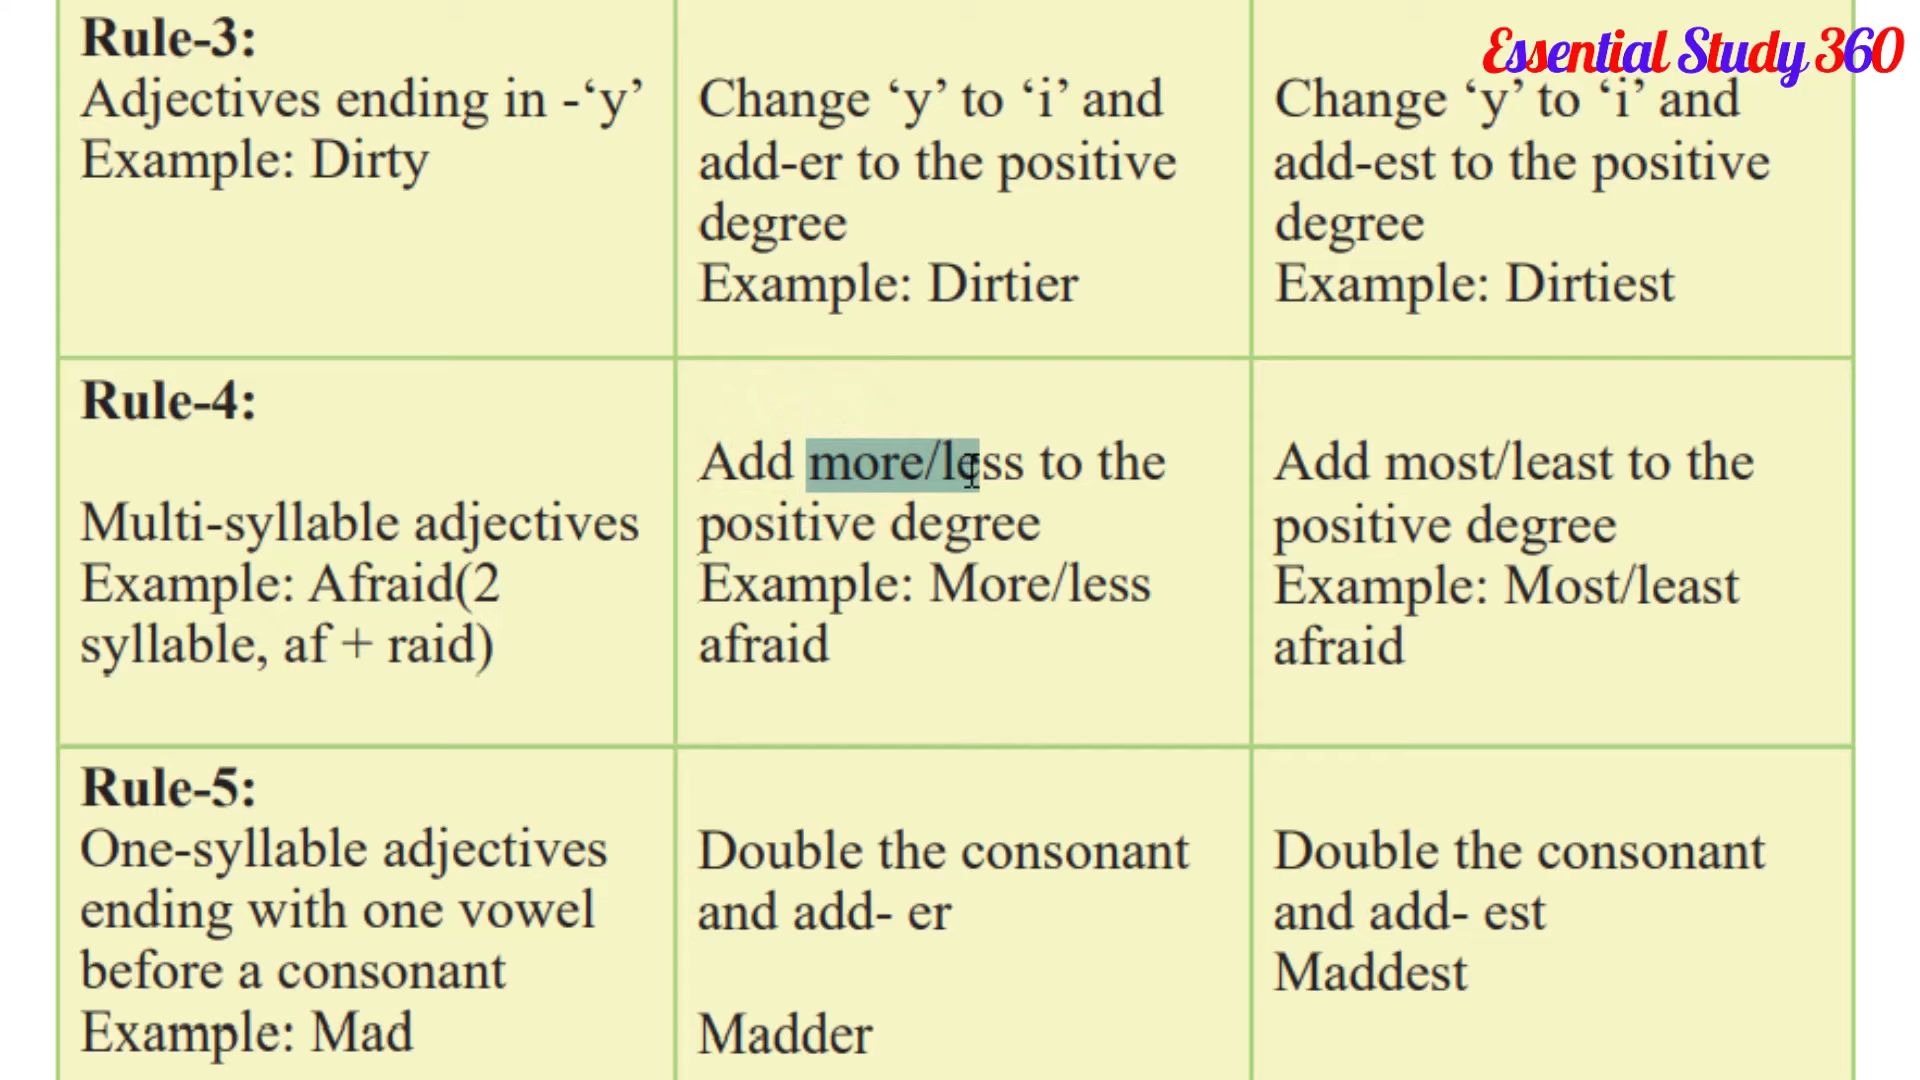 Essential Study 360
Rule-3:
Adjectives ending in -‘y’
Example: Dirty
Change ‘y’ to ‘i’ and
add-er to the positive
degree
Example: Dirtier
Change ‘y’ to ‘i’ and
add-est to the positive
degree
Example: Dirtiest
Rule-4:
Multi-syllable adjectives
Example: Afraid(2
syllable, af + raid)
Add more/less to the
positive degree
Example: More/less
afraid
Add most/least to the
positive degree
Example: Most/least
afraid
Rule-5:
One-syllable adjectives
ending with one vowel
before a consonant
Example: Mad
Double the consonant
and add- er
Madder
Double the consonant
and add- est
Maddest